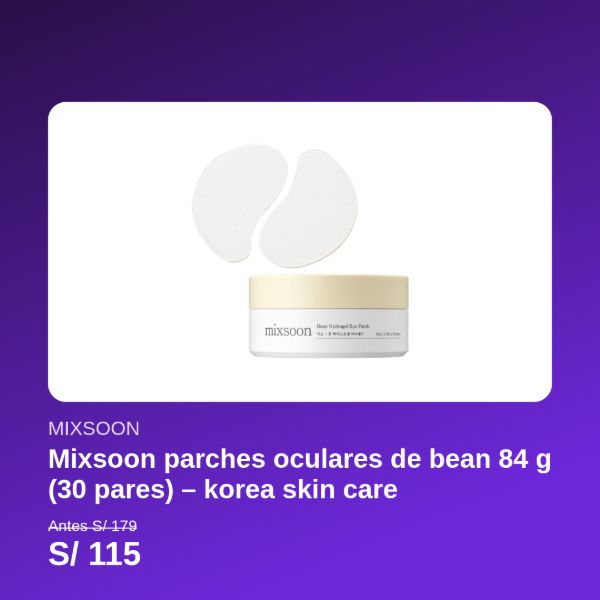 mixsoon
Bean Hydrogel Eye Patch
MIXSOON
Mixsoon parches oculares de bean 84 g
(30 pares) – korea skin care
Antes S/ 179
S/ 115